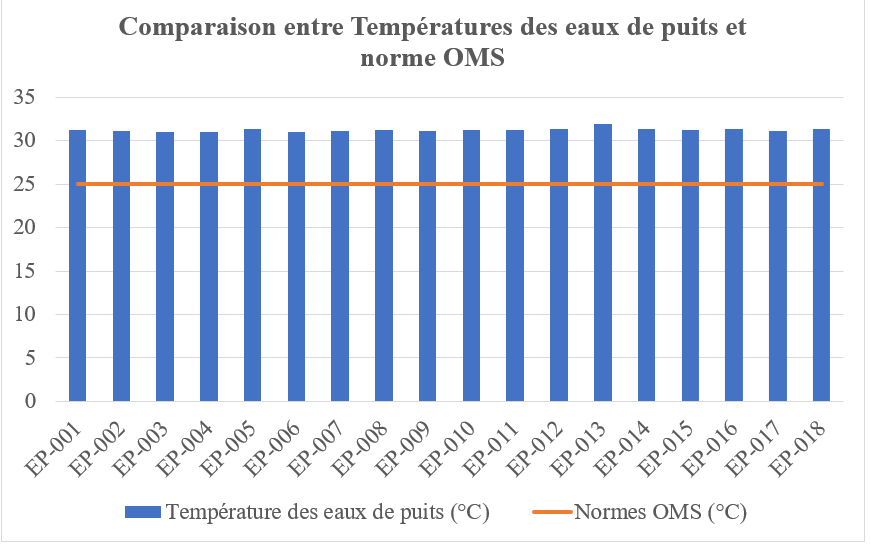 Comparaison entre Températures des eaux de puits et
norme OMS
35
30
25
20
15
10
5
0
EP-001 EP-002 EP-003 EP-004 EP-005 EP-006 EP-007 EP-008 EP-009 EP-010 EP-011 EP-012 EP-013 EP-014 EP-015 EP-016 EP-017 EP-018
Température des eaux de puits (°C) Normes OMS (°C)